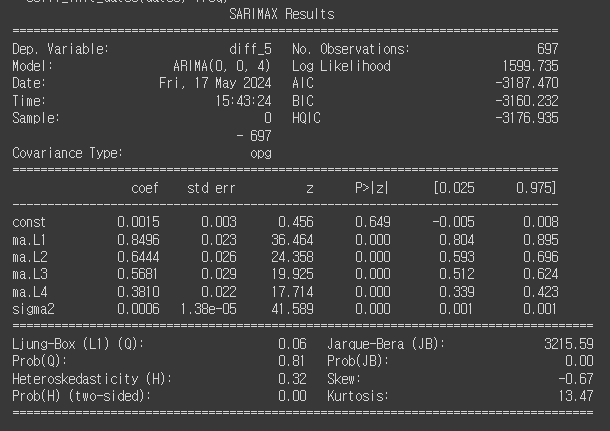 SARIMAX Results
==============================================================================
Dep. Variable: diff_5 No. Observations: 697
Model: ARIMA(0, 0, 4) Log Likelihood 1599.735
Date: Fri, 17 May 2024 AIC -3187.470
Time: 15:43:24 BIC -3160.232
Sample: 0 HQIC -3176.935
- 697
Covariance Type: opg
==============================================================================
coef std err z P>|z| [0.025 0.975]
------------------------------------------------------------------------------
const 0.0015 0.003 0.456 0.649 -0.005 0.008
ma.L1 0.8496 0.023 36.464 0.000 0.804 0.895
ma.L2 0.6444 0.026 24.358 0.000 0.593 0.696
ma.L3 0.5681 0.029 19.925 0.000 0.512 0.624
ma.L4 0.3810 0.022 17.714 0.000 0.339 0.423
sigma2 0.0006 1.38e-05 41.589 0.000 0.001 0.001
===================================================================================
Ljung-Box (L1) (Q): 0.06 Jarque-Bera (JB): 3215.59
Prob(Q): 0.81 Prob(JB): 0.00
Heteroskedasticity (H): 0.32 Skew: -0.67
Prob(H) (two-sided): 0.00 Kurtosis: 13.47
===================================================================================